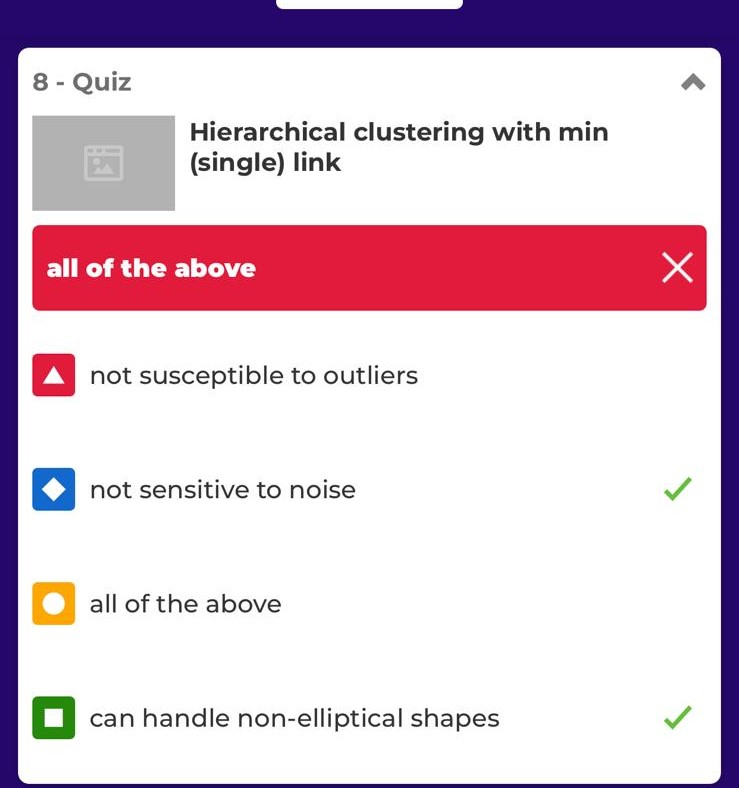 8 - Quiz
Hierarchical clustering with min
(single) link
all of the above
not susceptible to outliers
not sensitive to noise
all of the above
can handle non-elliptical shapes